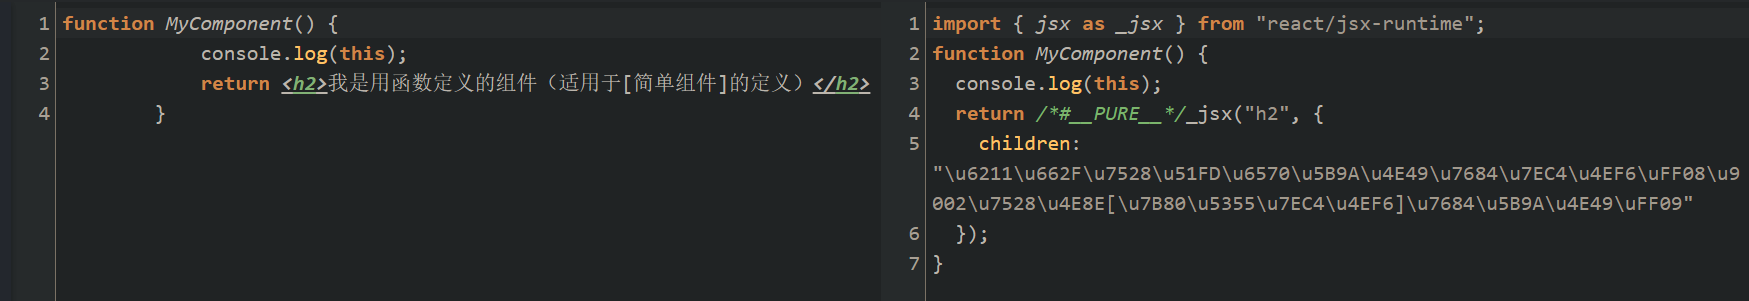 1 function MyComponent() {
2 console.log(this);
3 return <h2>我是用函数定义的组件（适用于[简单组件]的定义）</h2>
4 }
1 import { jsx as _jsx } from "react/jsx-runtime";
2 function MyComponent() {
3 console.log(this);
4 return /*#__PURE__*/_jsx("h2", {
5 children:
"\u6211\u662F\u7528\u51FD\u6570\u5B9A\u4E49\u7684\u7EC4\u4EF6\uFF08\u9
002\u7528\u4E8E[\u7B80\u5355\u7EC4\u4EF6]\u7684\u5B9A\u4E49\uFF09"
6 });
7 }